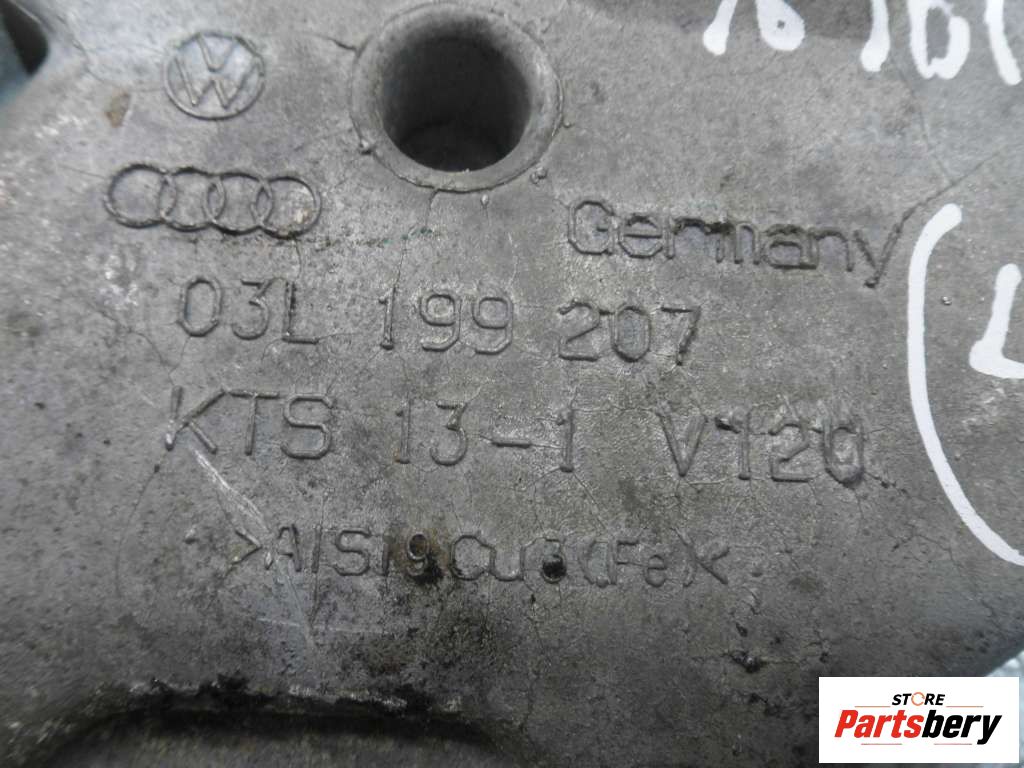 Germany
03L 199 207
KTS 13-1 V120
>AlSi9Cu3(Fe)<
STORE
Partsbery